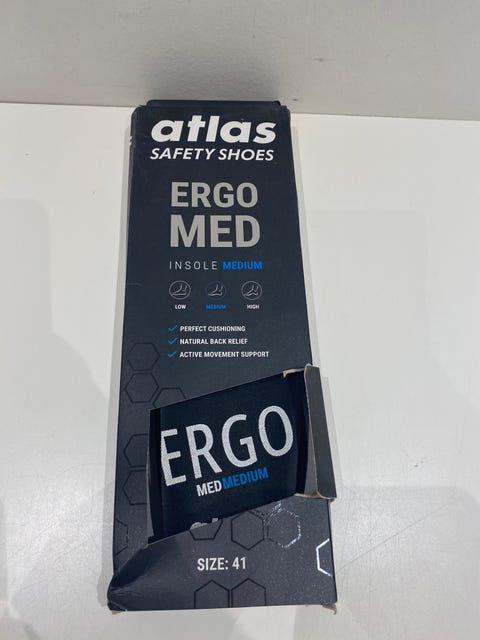 atlas
SAFETY SHOES
ERGO
MED
INSOLE MEDIUM
LOW MEDIUM HIGH
PERFECT CUSHIONING
NATURAL BACK RELIEF
ACTIVE MOVEMENT SUPPORT
ERGO
MEDMEDIUM
SIZE: 41